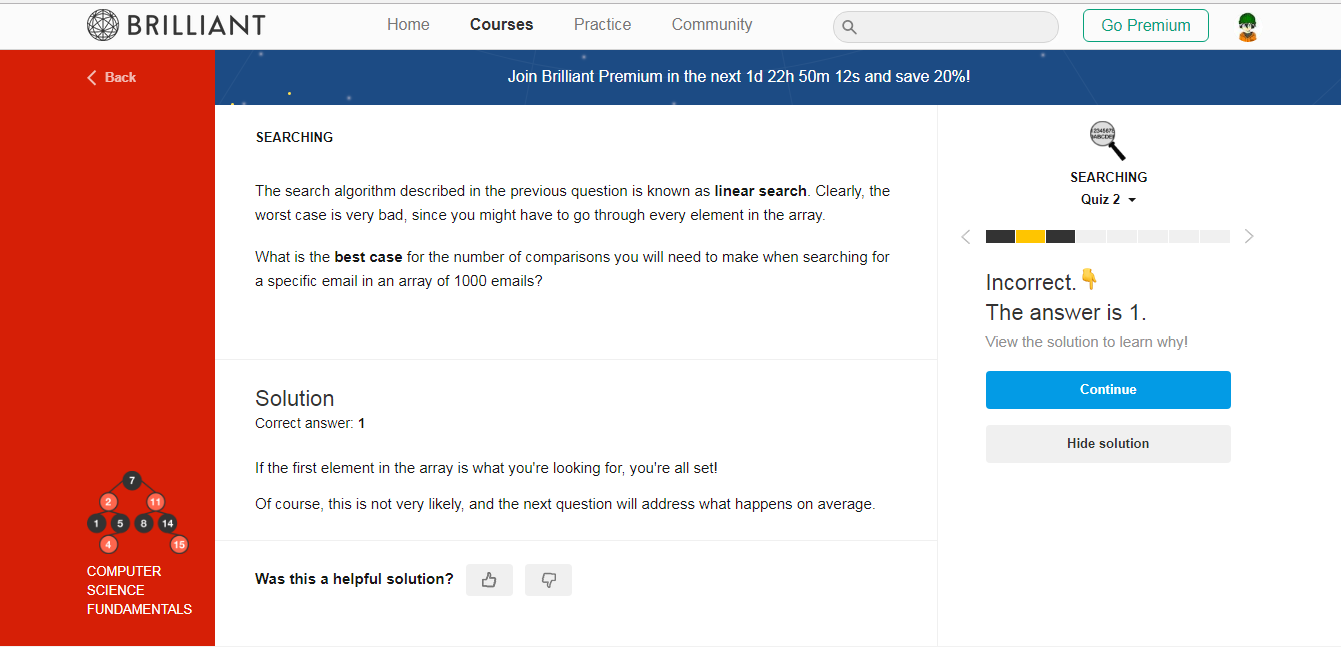 BRILLIANT
Home
Courses
Practice
Community
Go Premium
Back
Join Brilliant Premium in the next 1d 22h 50m 12s and save 20%!
SEARCHING
The search algorithm described in the previous question is known as linear search. Clearly, the
worst case is very bad, since you might have to go through every element in the array.
What is the best case for the number of comparisons you will need to make when searching for
a specific email in an array of 1000 emails?
Solution
Correct answer: 1
If the first element in the array is what you're looking for, you're all set!
Of course, this is not very likely, and the next question will address what happens on average.
Was this a helpful solution?
SEARCHING
Quiz 2
Incorrect.👇
The answer is 1.
View the solution to learn why!
Continue
Hide solution
7
2 11
1 5 8 14
4 15
COMPUTER
SCIENCE
FUNDAMENTALS